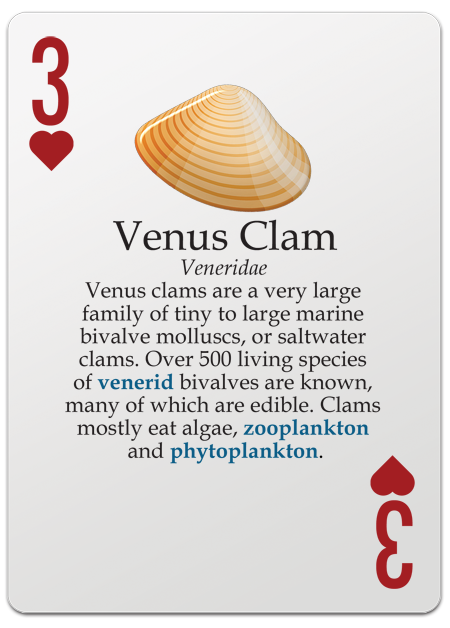 3
Venus Clam
Veneridae
Venus clams are a very large
family of tiny to large marine
bivalve molluscs, or saltwater
clams. Over 500 living species
of venerid bivalves are known,
many of which are edible. Clams
mostly eat algae, zooplankton
and phytoplankton.
3